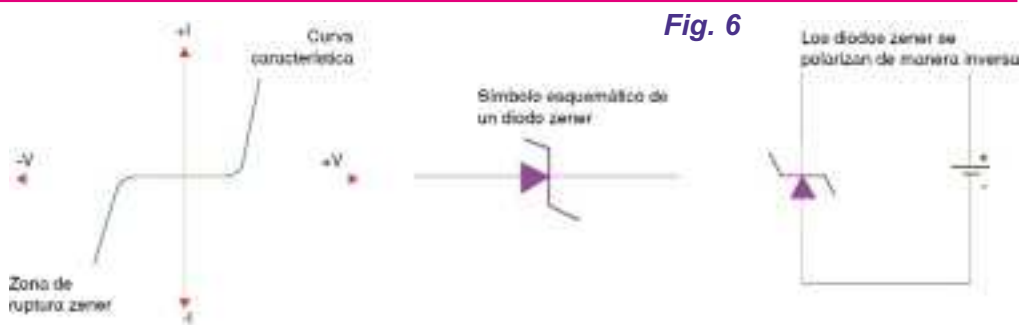 Fig. 6
+I
Curva
característica
-V
+V
Zona de
ruptura zener
-I
Símbolo esquemático de
un diodo zener
Los diodos zener se
polarizan de manera inversa
+
-